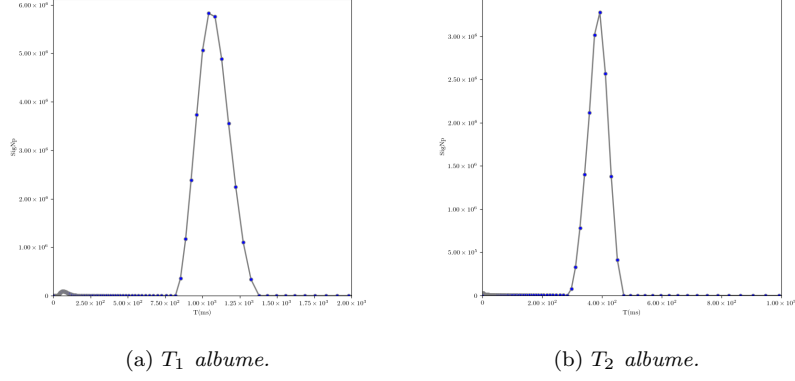 6.00 × 10⁶
5.00 × 10⁶
4.00 × 10⁶
3.00 × 10⁶
2.00 × 10⁶
1.00 × 10⁶
0
SigNp
0 2.50 × 10² 5.00 × 10² 7.50 × 10² 1.00 × 10³ 1.25 × 10³ 1.50 × 10³ 1.75 × 10³ 2.00 × 10³
T(ms)
3.00 × 10⁶
2.50 × 10⁶
2.00 × 10⁶
1.50 × 10⁶
1.00 × 10⁶
5.00 × 10⁵
0
SigNp
0 2.00 × 10² 4.00 × 10² 6.00 × 10² 8.00 × 10² 1.00 × 10³
T(ms)
(a) T₁ albume.
(b) T₂ albume.